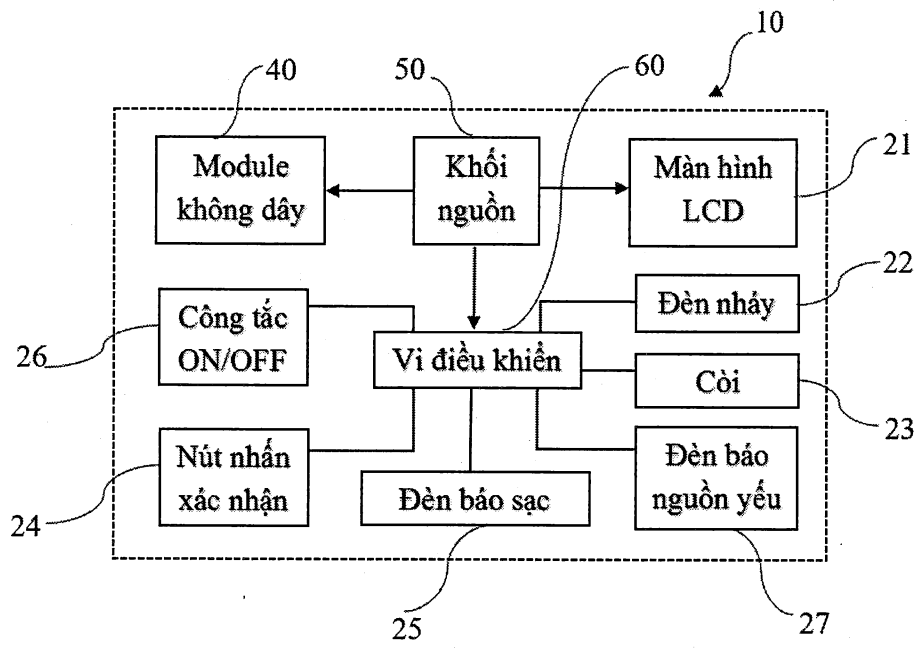 10
40
50
60
Module
không dây
Khối
nguồn
Màn hình
LCD
21
22
Đèn nháy
Công tắc
ON/OFF
26
Vi điều khiển
Còi
23
Nút nhấn
xác nhận
24
Đèn báo sạc
Đèn báo
nguồn yếu
25
27